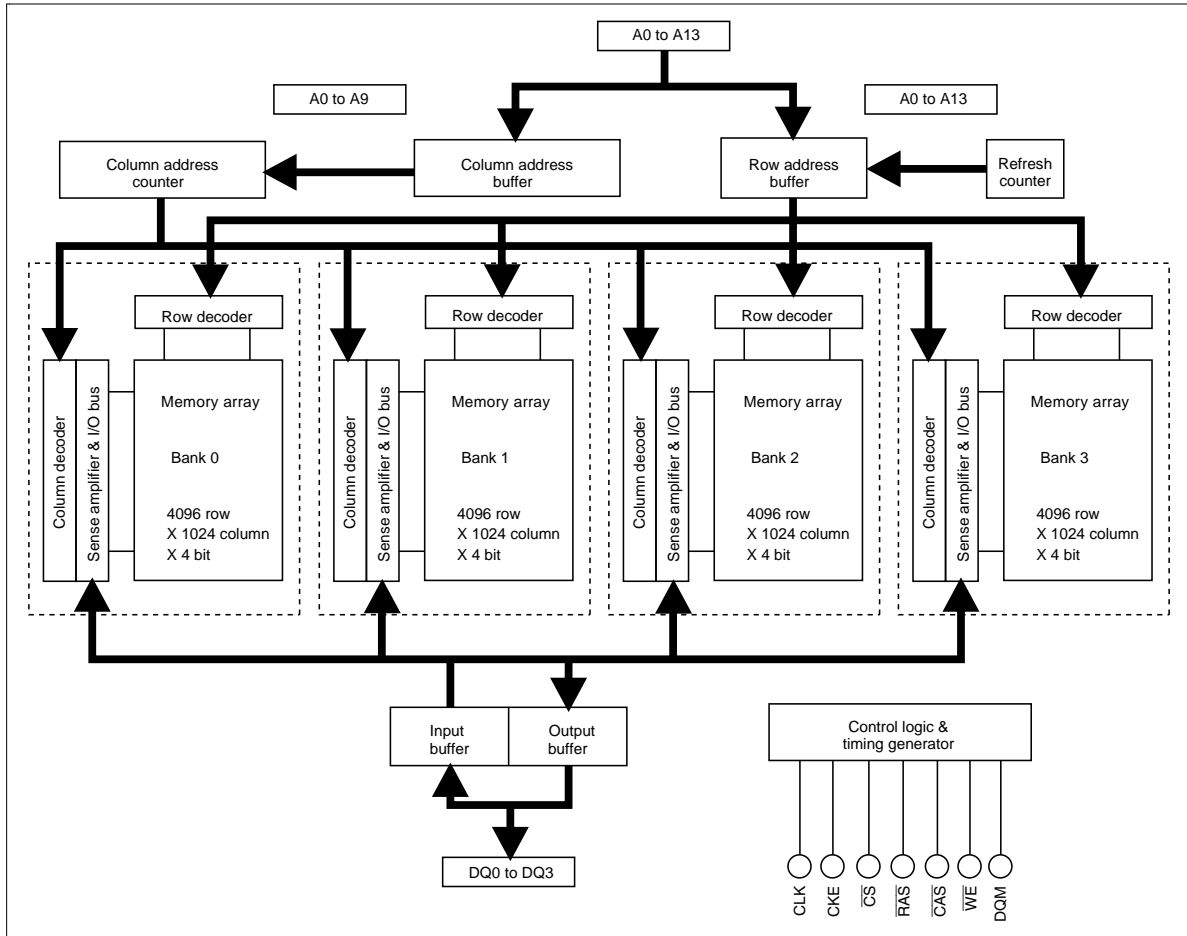 A0 to A13
A0 to A9
A0 to A13
Column address
counter
Column address
buffer
Row address
buffer
Refresh
counter
Row decoder
Row decoder
Row decoder
Row decoder
Column decoder
Sense amplifier & I/O bus
Memory array
Bank 0
4096 row
X 1024 column
X 4 bit
Column decoder
Sense amplifier & I/O bus
Memory array
Bank 1
4096 row
X 1024 column
X 4 bit
Column decoder
Sense amplifier & I/O bus
Memory array
Bank 2
4096 row
X 1024 column
X 4 bit
Column decoder
Sense amplifier & I/O bus
Memory array
Bank 3
4096 row
X 1024 column
X 4 bit
Input
buffer
Output
buffer
Control logic &
timing generator
DQ0 to DQ3
CLK
CKE
C̅S̅
R̅A̅S̅
C̅A̅S̅
W̅E̅
DQM